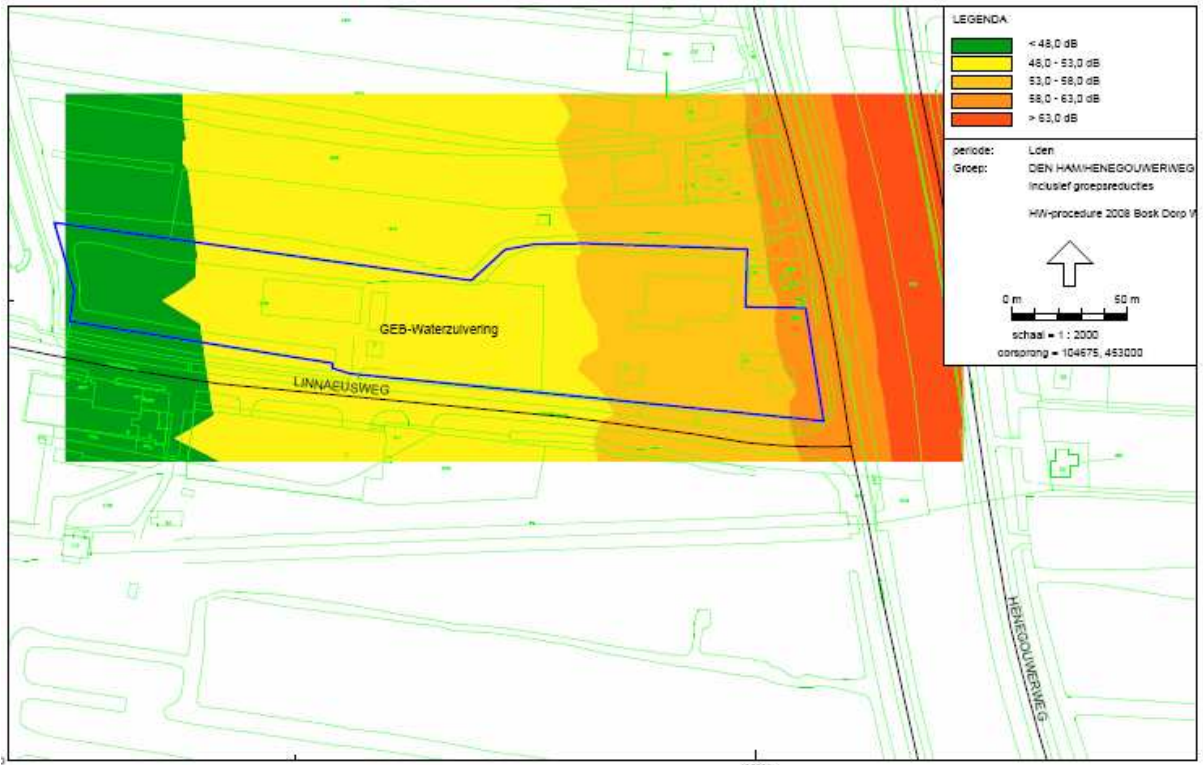 LEGENDA
< 48,0 dB
48,0 - 53,0 dB
53,0 - 58,0 dB
58,0 - 63,0 dB
> 63,0 dB
periode: Lden
Groep: DEN HAM/HENEGOUWERWEG
Inclusief groepsreducties
HW-procedure 2008 Bosk Dorp
0 m 50 m
schaal = 1 : 2000
oorsprong = 104675, 453000
GEB-Waterzuivering
LINNAEUSWEG
HENEGOUWERWEG